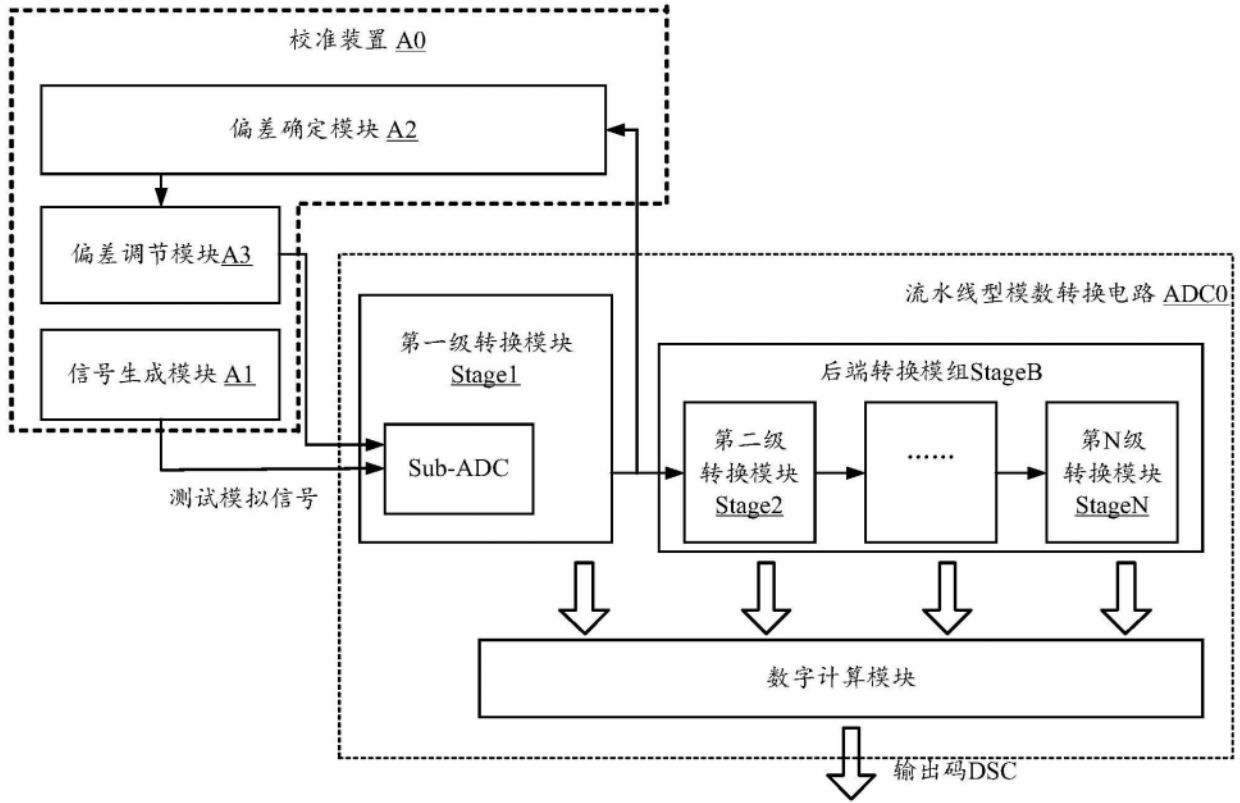 校准装置 A0
偏差确定模块 A2
偏差调节模块A3
信号生成模块 A1
测试模拟信号
流水线型模数转换电路 ADC0
第一级转换模块
Stage1
Sub-ADC
后端转换模组StageB
第二级
转换模块
Stage2
……
第N级
转换模块
StageN
数字计算模块
输出码DSC